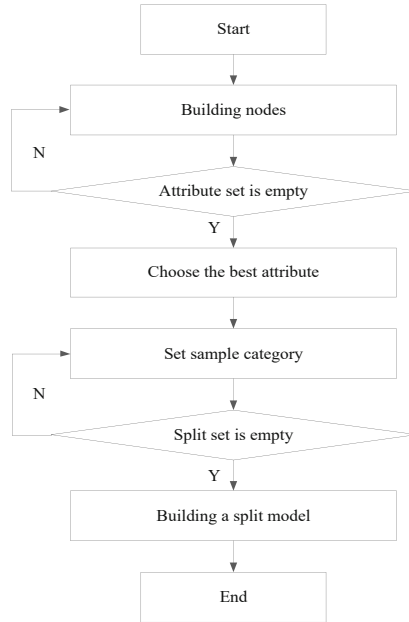 Start
Building nodes
N
Attribute set is empty
Y
Choose the best attribute
Set sample category
N
Split set is empty
Y
Building a split model
End